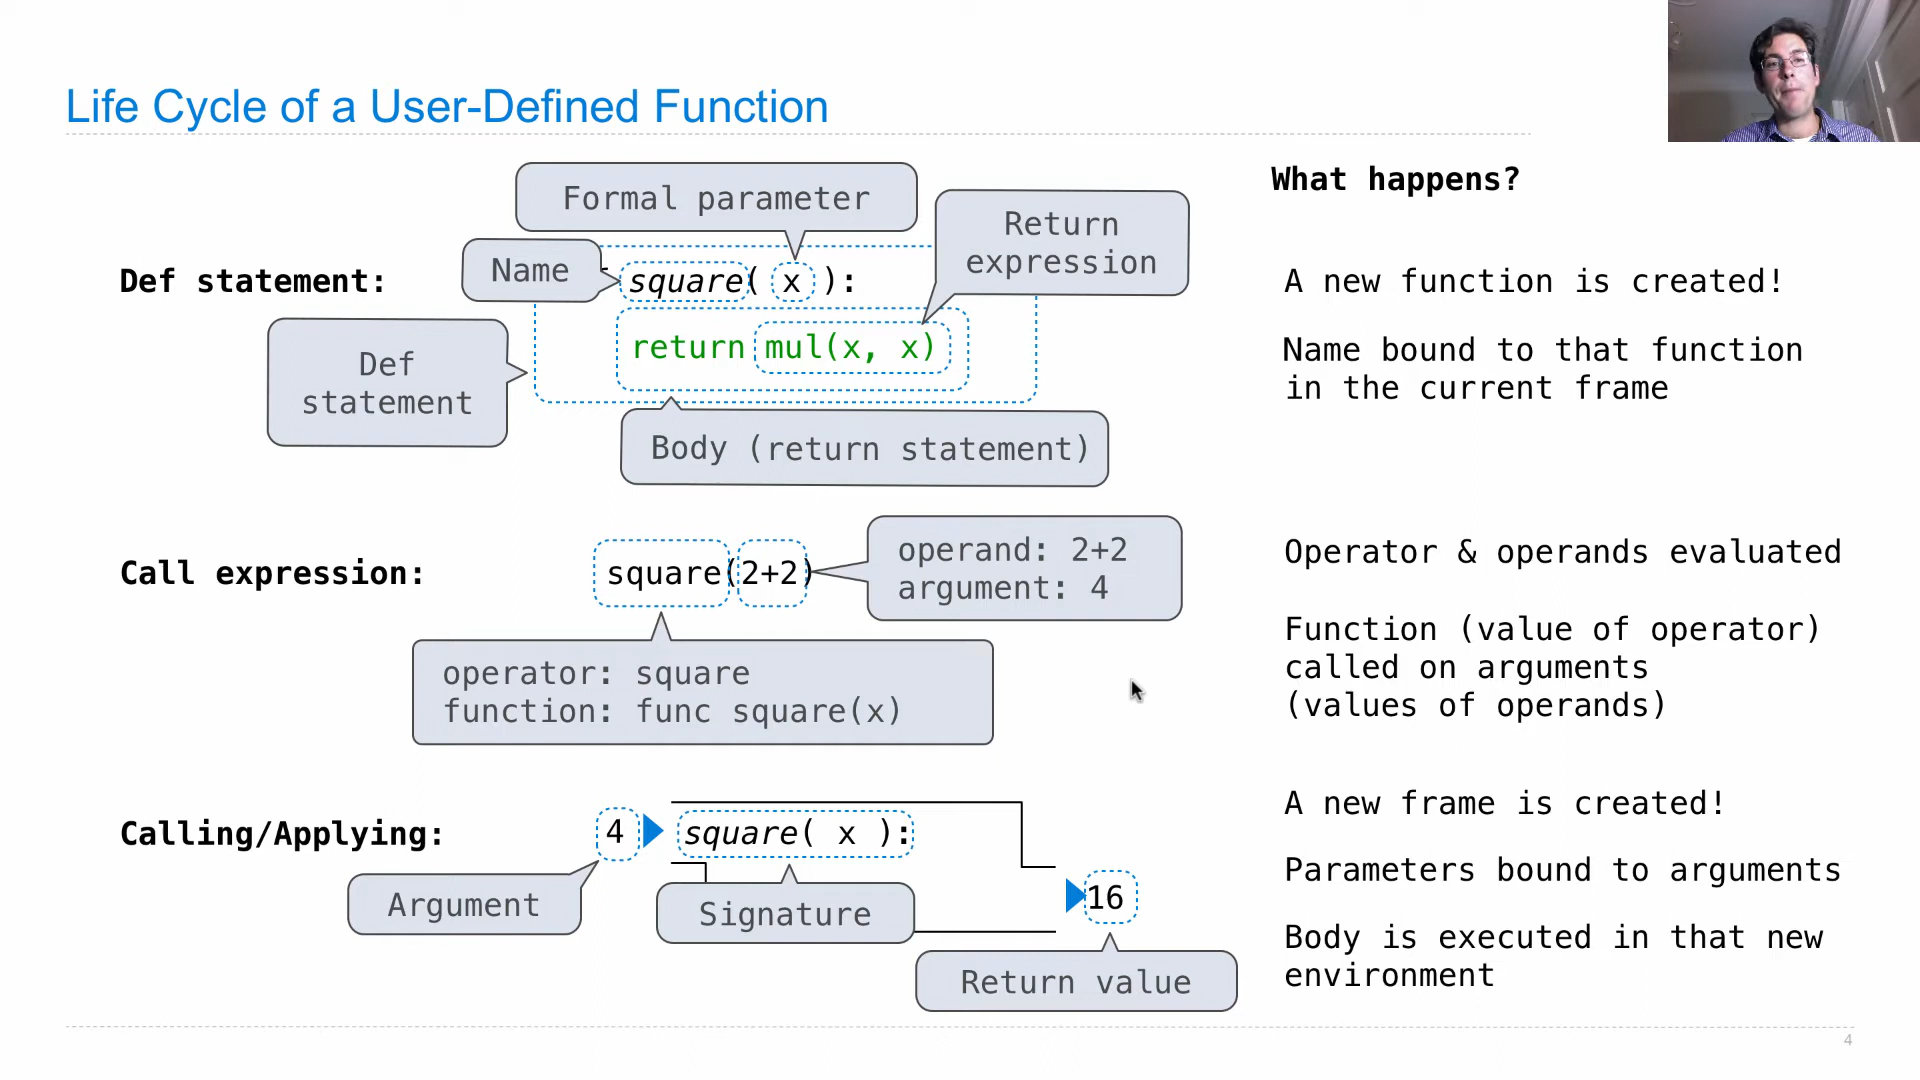 Life Cycle of a User-Defined Function
What happens?
Formal parameter
Return
expression
Name
Def statement:
square( x ):
A new function is created!
return mul(x, x)
Name bound to that function
in the current frame
Def
statement
Body (return statement)
Call expression:
square(2+2)
operand: 2+2
argument: 4
Operator & operands evaluated
operator: square
function: func square(x)
Function (value of operator)
called on arguments
(values of operands)
Calling/Applying:
4
square( x ):
A new frame is created!
Argument
Signature
16
Parameters bound to arguments
Return value
Body is executed in that new
environment
4